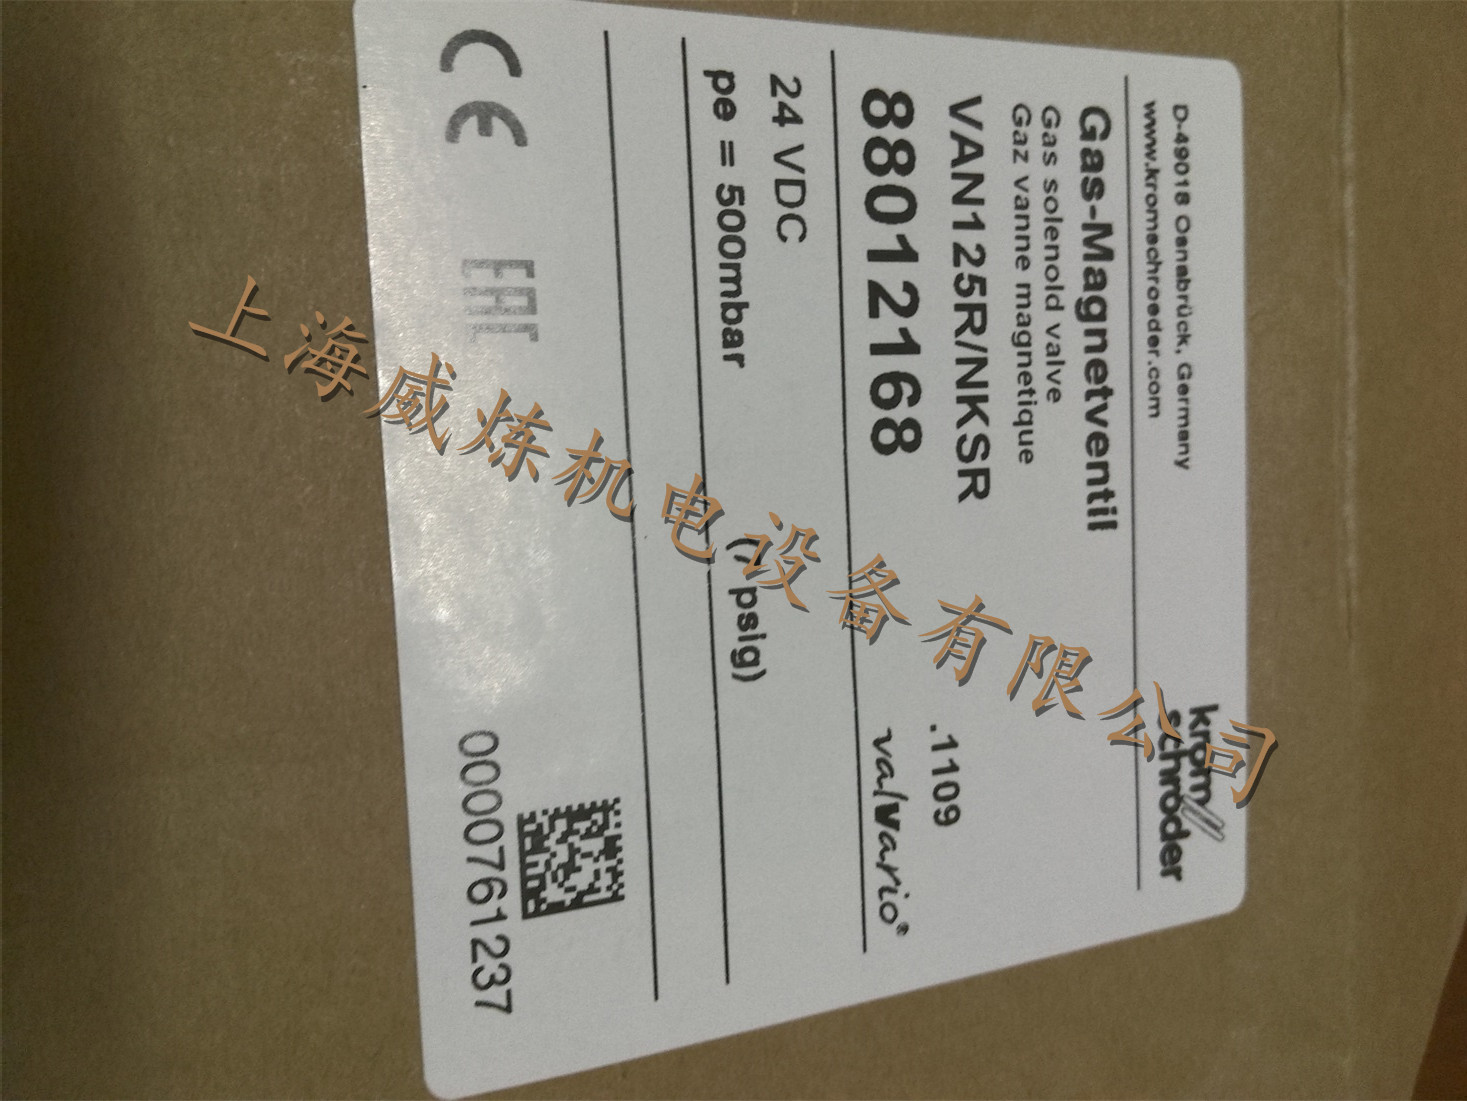 D-49018 Osnabrück, Germany
www.kromschroeder.com
krom
schröder
Gas-Magnetventil
Gas solenoid valve
Gaz vanne magnetique
VAN125R/NKSR .1109
88012168 valvario®
24 VDC
pe = 500mbar (7 psig)
CE EAC 0000761237
上海威炼机电设备有限公司